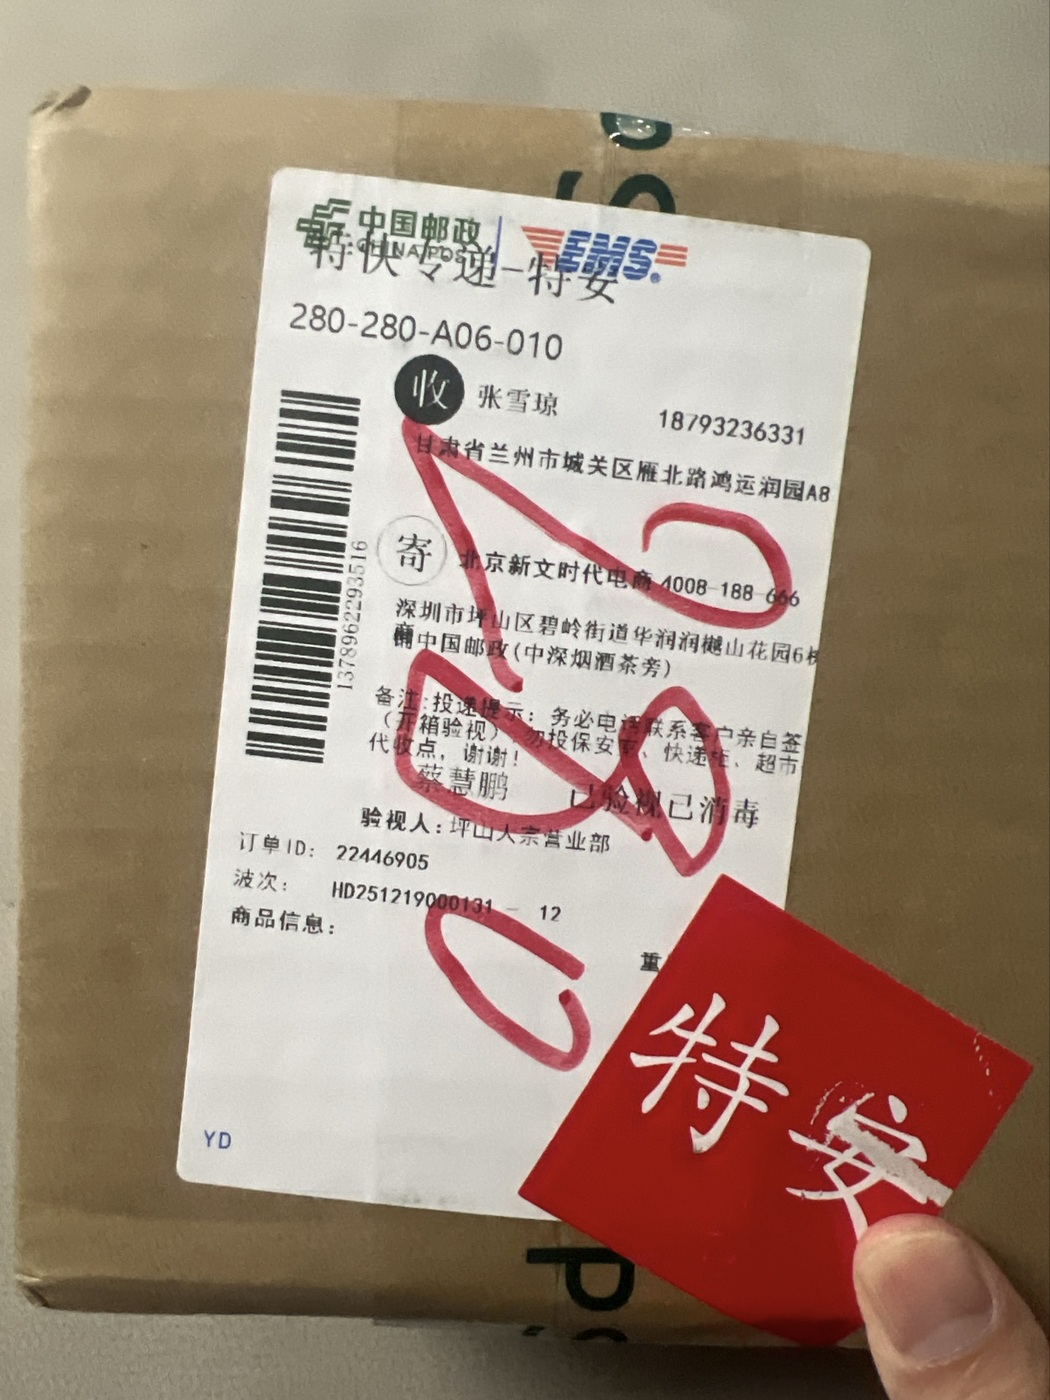 中国邮政
CHINA POST
EMS
特快专递-特安
280-280-A06-010
收 张雪琼 18793236331
甘肃省兰州市城关区雁北路鸿运润园A8
寄 北京新文时代电商 4008-188-666
深圳市坪山区碧岭街道华润润樾山花园6栋
中国邮政(中深烟酒茶旁)
备注:投递提示: 务必电话联系客户亲自签
(开箱验视) 勿投保安室、快递柜、超市
代收点, 谢谢!
蔡慧鹏 已验视已消毒
验视人: 坪山大宗营业部
订单ID: 22446905
波次: HD251219000131 - 12
商品信息:
重
1378962293516
YD
特安